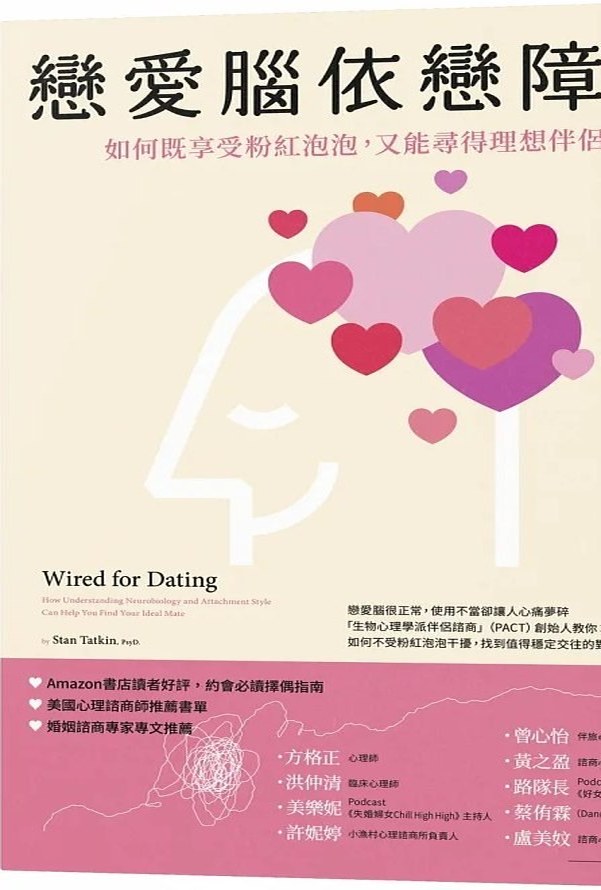 戀愛腦依戀障
如何既享受粉紅泡泡，又能尋得理想伴侶
Wired for Dating
How Understanding Neurobiology and Attachment Style
Can Help You Find Your Ideal Mate
by Stan Tatkin, PsyD.
戀愛腦很正常，使用不當卻讓人心痛夢碎
「生物心理學派伴侶諮商」（PACT）創始人教你
如何不受粉紅泡泡干擾，找到值得穩定交往的
Amazon書店讀者好評，約會必讀擇偶指南
美國心理諮商師推薦書單
婚姻諮商專家專文推薦
・方格正 心理師
・洪仲清 臨床心理師
・美樂妮 Podcast
《失婚婦女Chill High High》主持人
・許妮婷 小漁村心理諮商所負責人
・曾心怡 伴旅
・黃之盈 諮商
・路隊長 Podc
《好女
・蔡侑霖 (Dan
・盧美妏 諮商